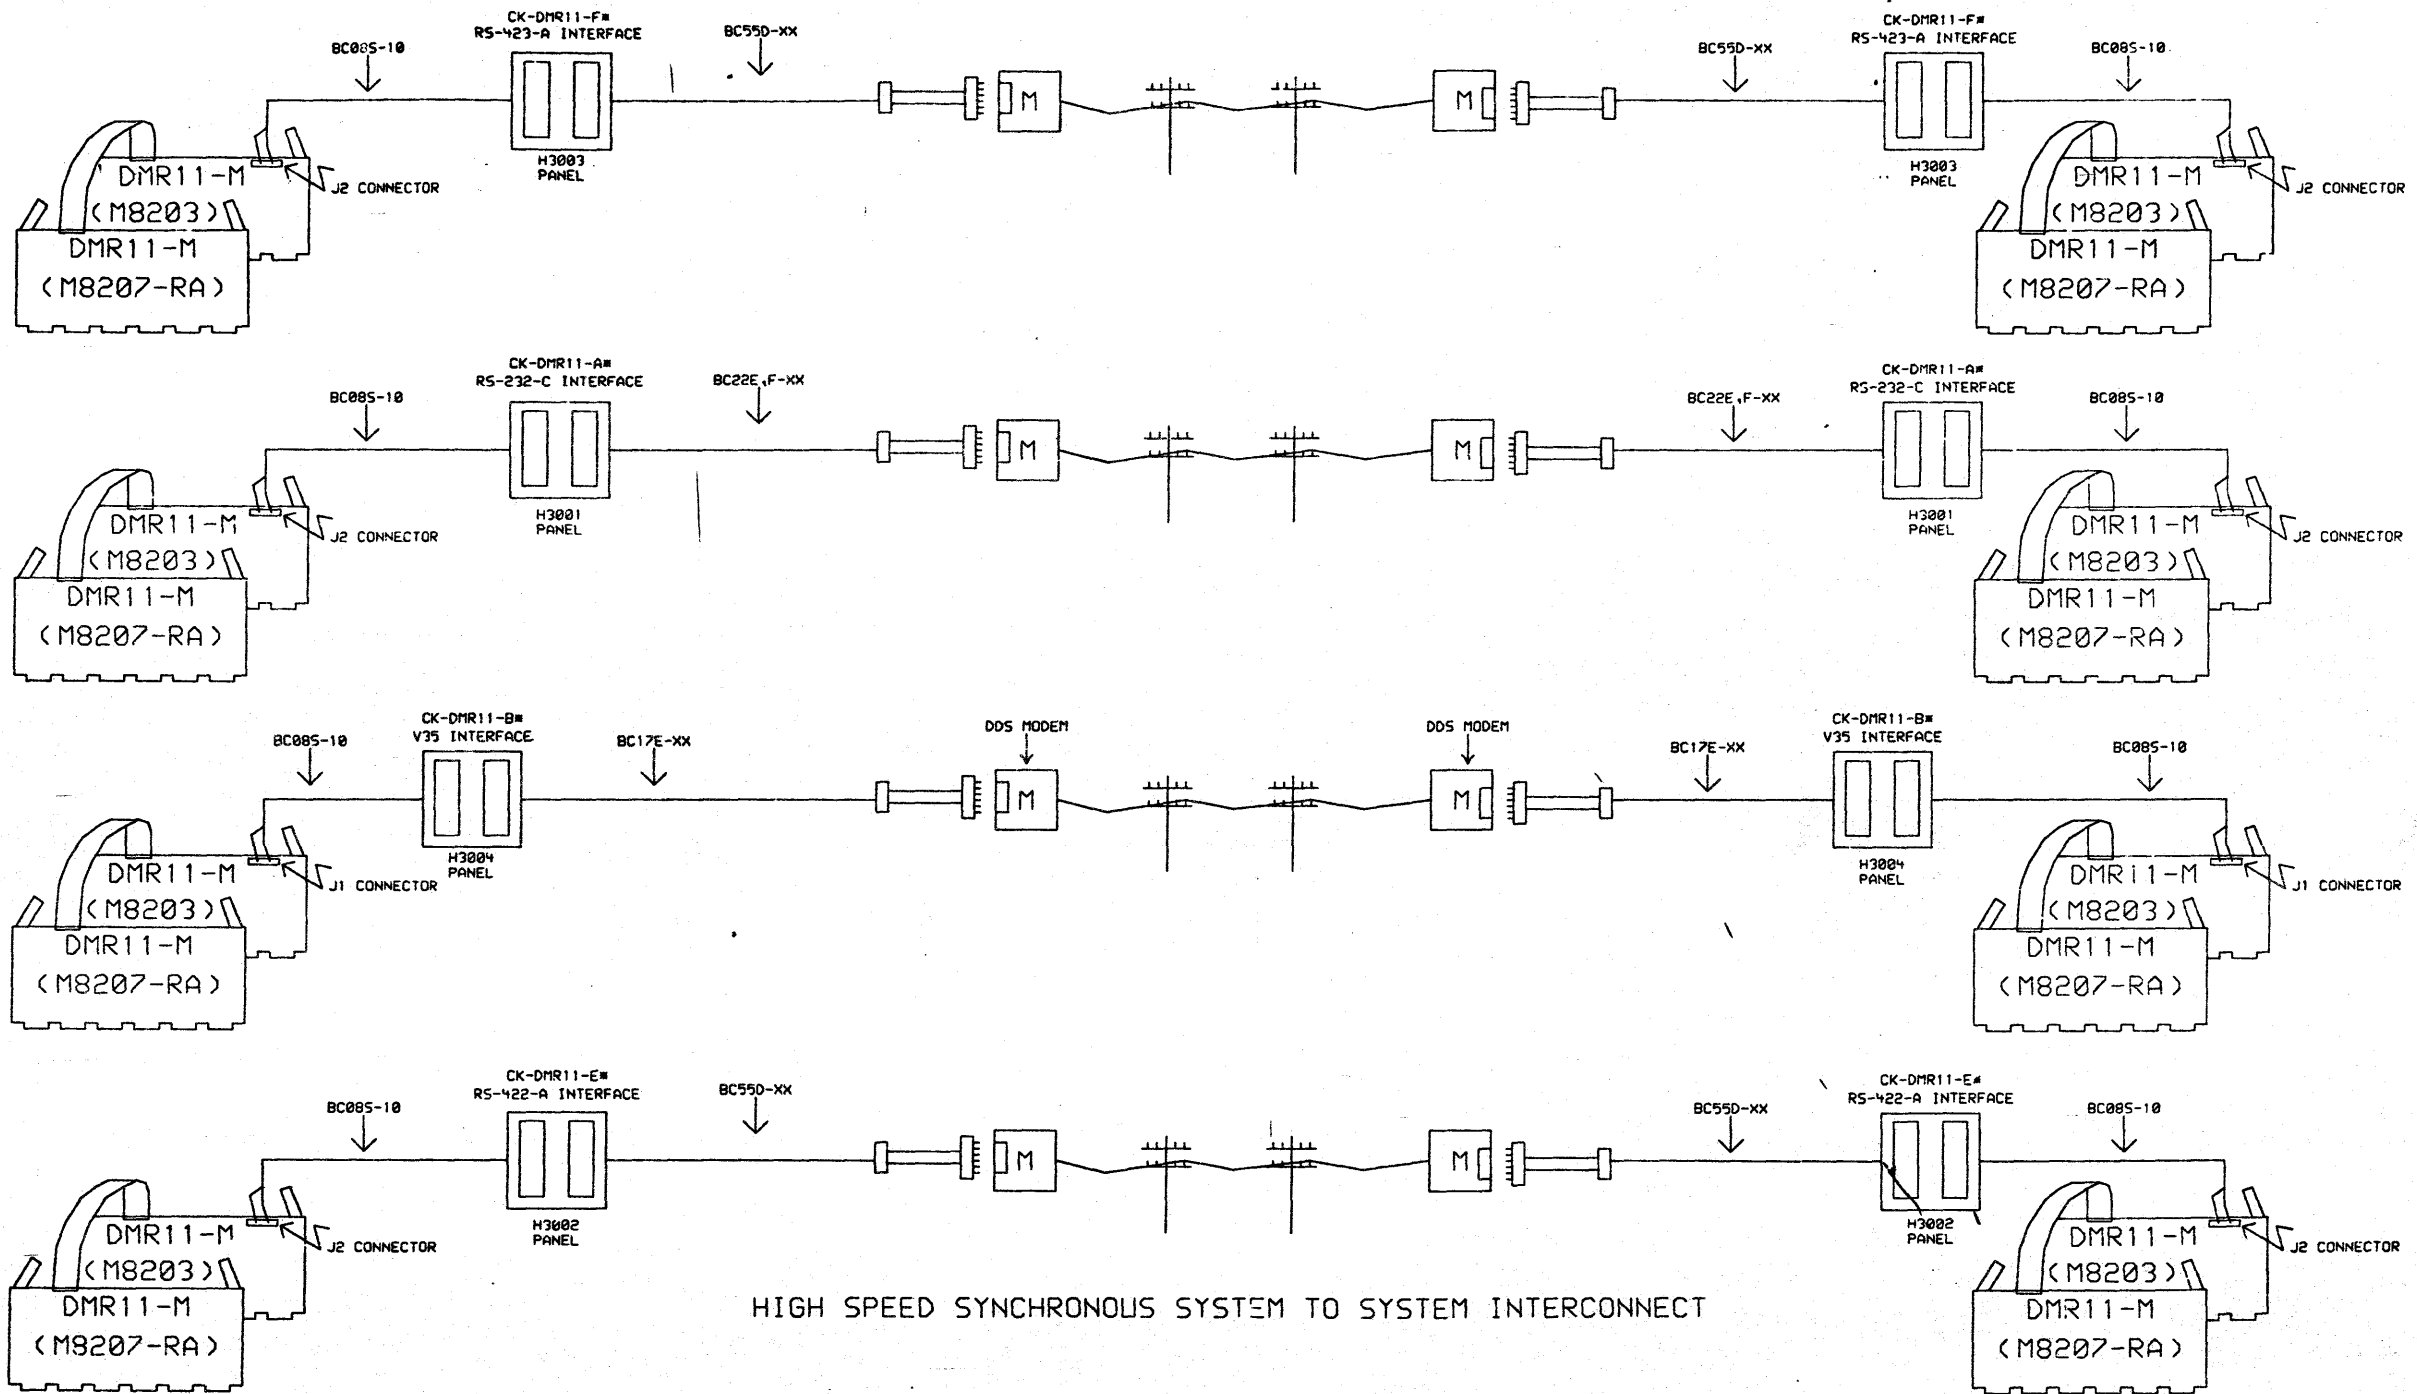 CK-DMR11-F*
RS-423-A INTERFACE
BC08S-10
BC55D-XX
H3003
PANEL
DMR11-M
(M8203)
J2 CONNECTOR
DMR11-M
(M8207-RA)
M
M
CK-DMR11-F*
RS-423-A INTERFACE
BC55D-XX
BC08S-10
H3003
PANEL
DMR11-M
(M8203)
J2 CONNECTOR
DMR11-M
(M8207-RA)
CK-DMR11-A*
RS-232-C INTERFACE
BC08S-10
BC22E,F-XX
H3001
PANEL
DMR11-M
(M8203)
J2 CONNECTOR
DMR11-M
(M8207-RA)
M
M
CK-DMR11-A*
RS-232-C INTERFACE
BC22E,F-XX
BC08S-10
H3001
PANEL
DMR11-M
(M8203)
J2 CONNECTOR
DMR11-M
(M8207-RA)
CK-DMR11-B*
V35 INTERFACE
BC08S-10
BC17E-XX
H3004
PANEL
DMR11-M
(M8203)
J1 CONNECTOR
DMR11-M
(M8207-RA)
DDS MODEM
M
DDS MODEM
M
CK-DMR11-B*
V35 INTERFACE
BC17E-XX
BC08S-10
H3004
PANEL
DMR11-M
(M8203)
J1 CONNECTOR
DMR11-M
(M8207-RA)
CK-DMR11-E*
RS-422-A INTERFACE
BC08S-10
BC55D-XX
H3002
PANEL
DMR11-M
(M8203)
J2 CONNECTOR
DMR11-M
(M8207-RA)
M
M
CK-DMR11-E*
RS-422-A INTERFACE
BC55D-XX
BC08S-10
H3002
PANEL
DMR11-M
(M8203)
J2 CONNECTOR
DMR11-M
(M8207-RA)
HIGH SPEED SYNCHRONOUS SYSTEM TO SYSTEM INTERCONNECT